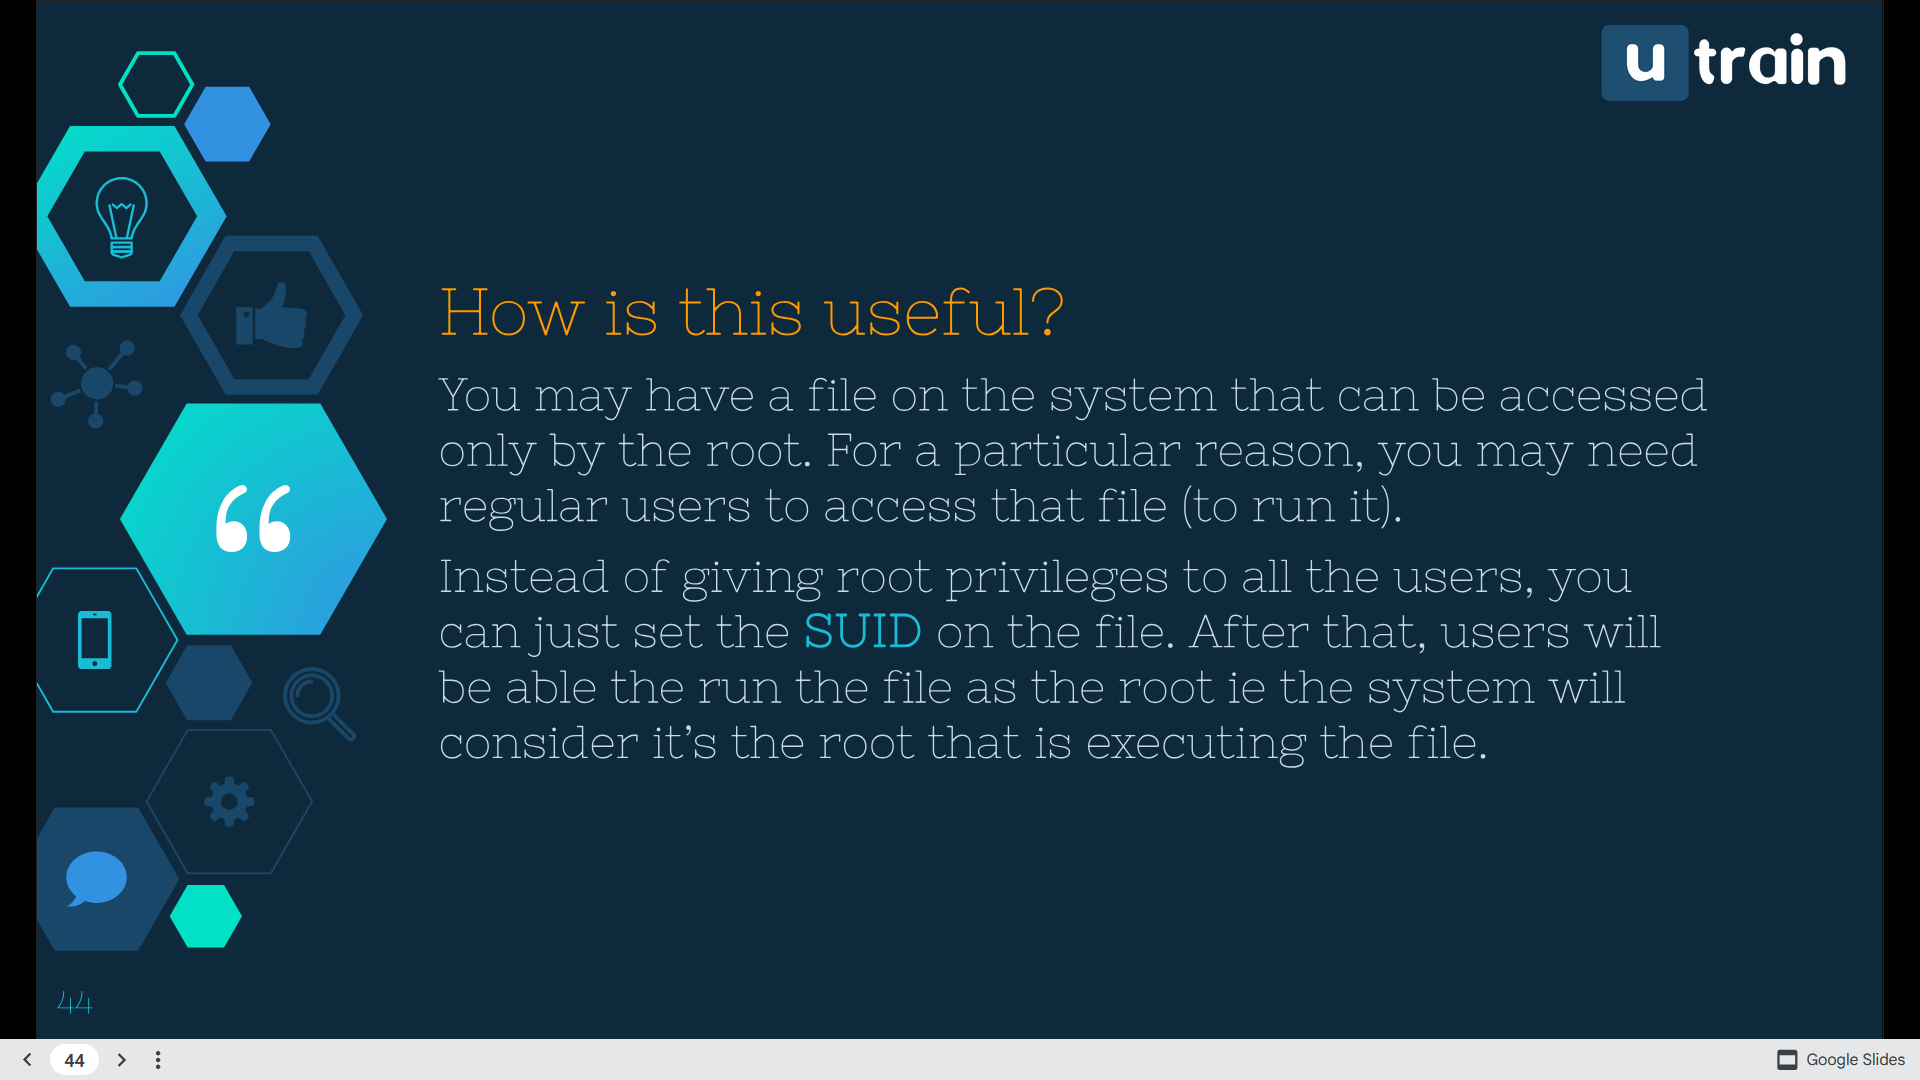 u train
How is this useful?
You may have a file on the system that can be accessed
only by the root. For a particular reason, you may need
regular users to access that file (to run it).
Instead of giving root privileges to all the users, you
can just set the SUID on the file. After that, users will
be able the run the file as the root ie the system will
consider it’s the root that is executing the file.
44
44
Google Slides